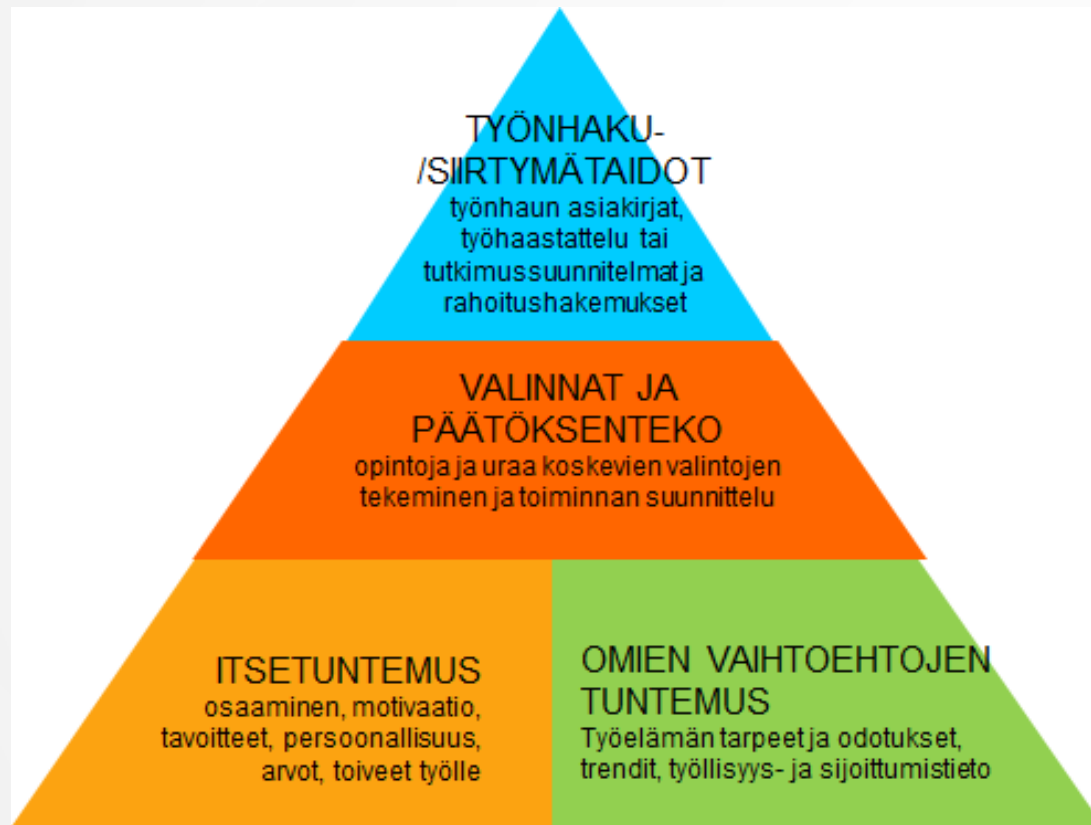 TYÖNHAKU-
/SIIRTYMÄTAIDOT
työnhaun asiakirjat,
työhaastattelu tai
tutkimussuunnitelmat ja
rahoitushakemukset
VALINNAT JA
PÄÄTÖKSENTEKO
opintoja ja uraa koskevien valintojen
tekeminen ja toiminnan suunnittelu
ITSETUNTEMUS
osaaminen, motivaatio,
tavoitteet, persoonallisuus,
arvot, toiveet työlle
OMIEN VAIHTOEHTOJEN
TUNTEMUS
Työelämän tarpeet ja odotukset,
trendit, työllisyys- ja sijoittumistieto